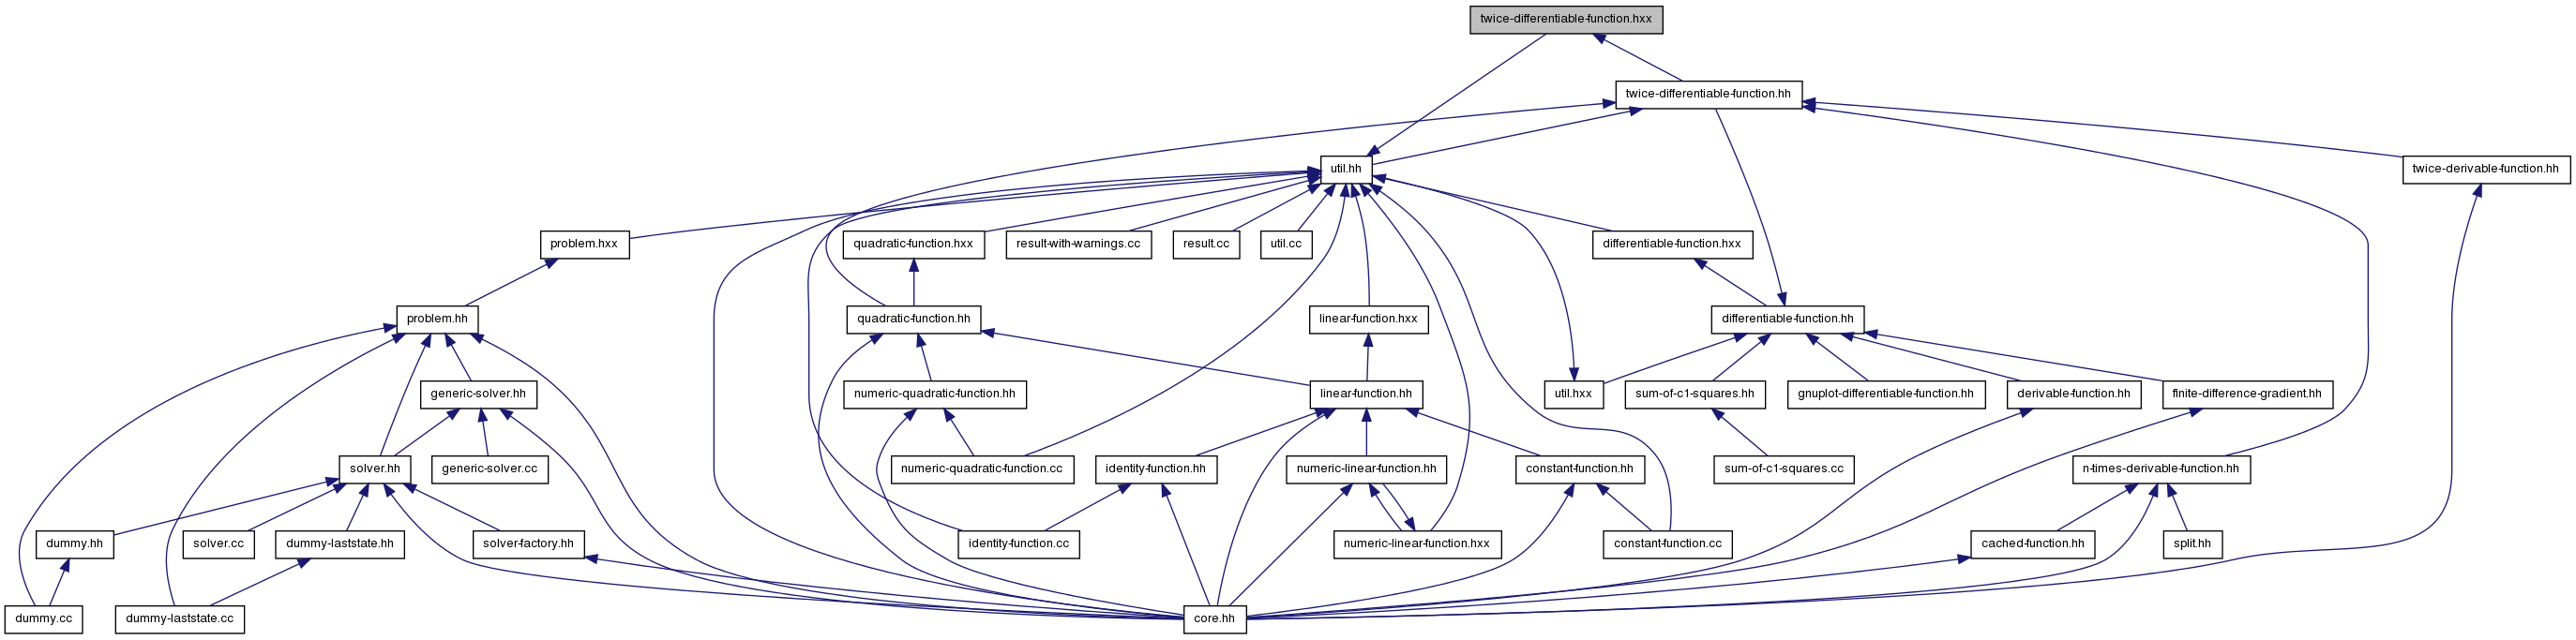 twice-differentiable-function.hxx
twice-differentiable-function.hh
util.hh
twice-derivable-function.hh
problem.hxx
quadratic-function.hxx
result-with-warnings.cc
result.cc
util.cc
differentiable-function.hxx
problem.hh
quadratic-function.hh
linear-function.hxx
differentiable-function.hh
generic-solver.hh
numeric-quadratic-function.hh
linear-function.hh
util.hxx
sum-of-c1-squares.hh
gnuplot-differentiable-function.hh
derivable-function.hh
finite-difference-gradient.hh
solver.hh
generic-solver.cc
numeric-quadratic-function.cc
identity-function.hh
numeric-linear-function.hh
constant-function.hh
sum-of-c1-squares.cc
n-times-derivable-function.hh
dummy.hh
solver.cc
dummy-laststate.hh
solver-factory.hh
identity-function.cc
numeric-linear-function.hxx
constant-function.cc
cached-function.hh
split.hh
dummy.cc
dummy-laststate.cc
core.hh